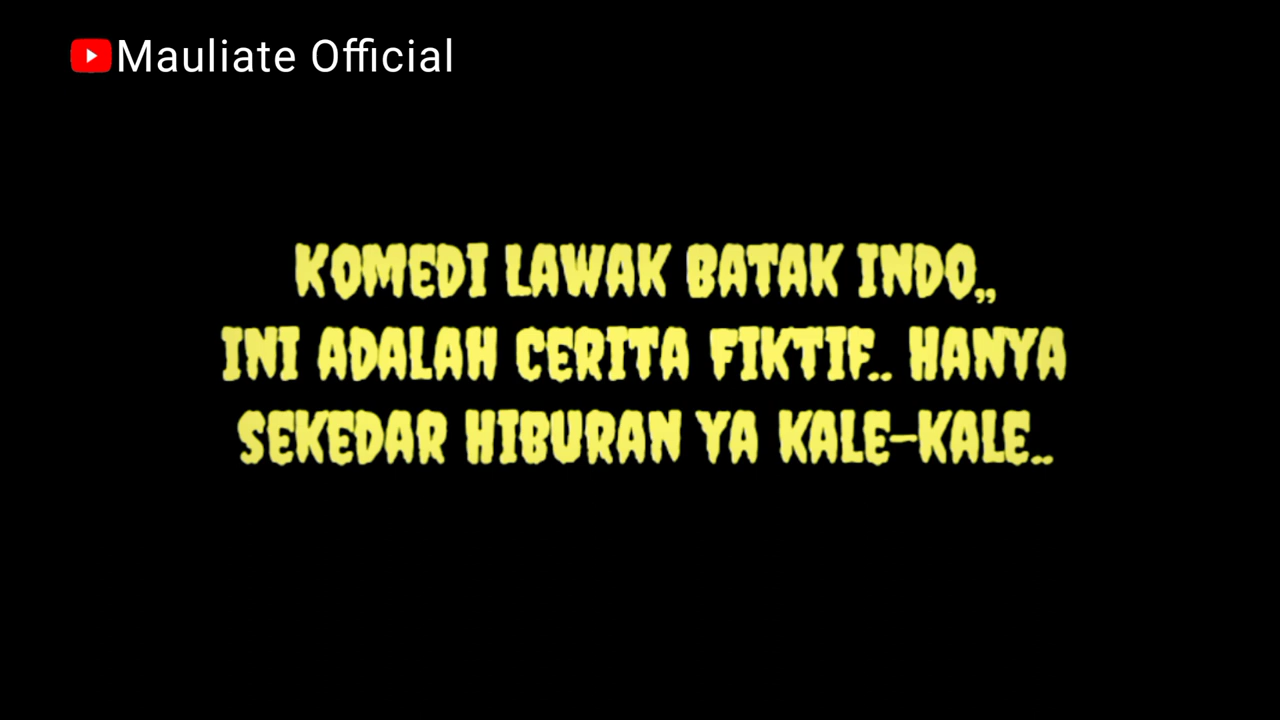 Mauliate Official
KOMEDI LAWAK BATAK INDO,,
INI ADALAH CERITA FIKTIF.. HANYA
SEKEDAR HIBURAN YA KALE-KALE..